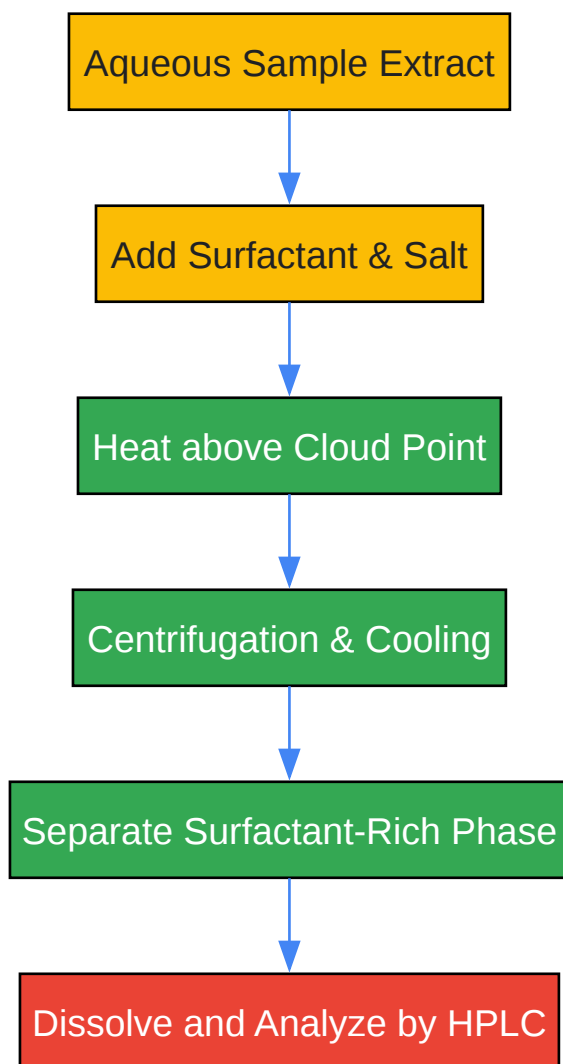 Aqueous Sample Extract
Add Surfactant & Salt
Heat above Cloud Point
Centrifugation & Cooling
Separate Surfactant-Rich Phase
Dissolve and Analyze by HPLC